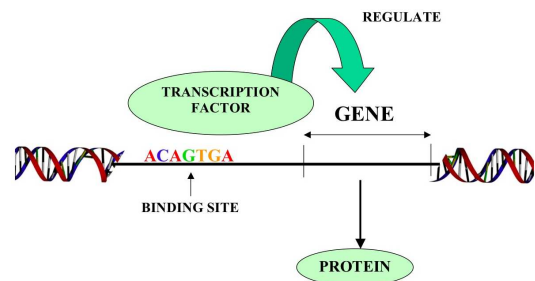 REGULATE
TRANSCRIPTION
FACTOR
GENE
ACAGTGA
BINDING SITE
PROTEIN